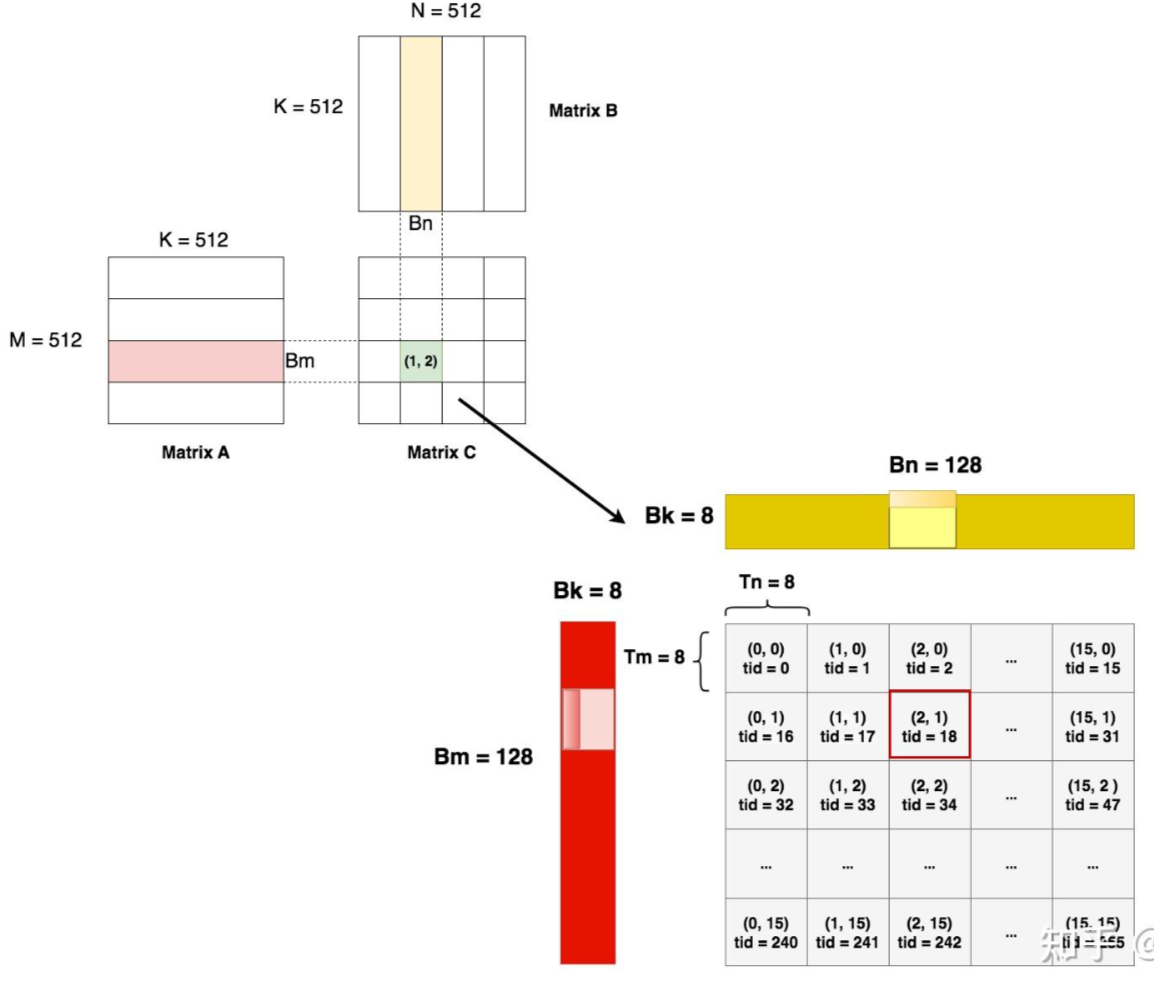 N = 512
K = 512
Matrix B
Bn
K = 512
M = 512
Bm
(1, 2)
Matrix A
Matrix C
Bn = 128
Bk = 8
Bk = 8
Tn = 8
Tm = 8
Bm = 128
(0, 0)
tid = 0
(1, 0)
tid = 1
(2, 0)
tid = 2
...
(15, 0)
tid = 15
(0, 1)
tid = 16
(1, 1)
tid = 17
(2, 1)
tid = 18
...
(15, 1)
tid = 31
(0, 2)
tid = 32
(1, 2)
tid = 33
(2, 2)
tid = 34
...
(15, 2 )
tid = 47
...
...
...
...
...
(0, 15)
tid = 240
(1, 15)
tid = 241
(2, 15)
tid = 242
...
(15, 15)
tid = 255
知乎 @